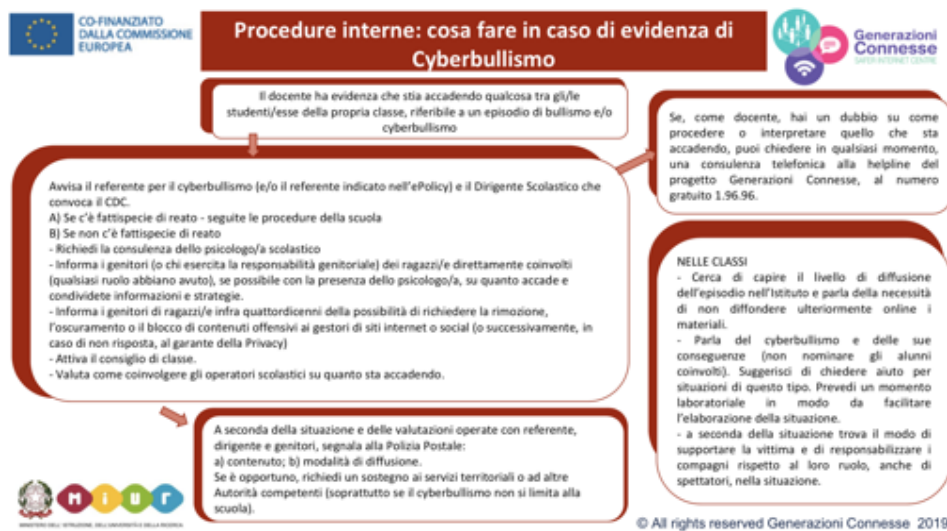 CO-FINANZIATO
DALLA COMMISSIONE
EUROPEA
Procedure interne: cosa fare in caso di evidenza di
Cyberbullismo
Generazioni
Connesse
SAFER INTERNET CENTRE
Il docente ha evidenza che stia accadendo qualcosa tra gli/le
studenti/esse della propria classe, riferibile a un episodio di bullismo e/o
cyberbullismo
Se, come docente, hai un dubbio su come
procedere o interpretare quello che sta
accadendo, puoi chiedere in qualsiasi momento,
una consulenza telefonica alla helpline del
progetto Generazioni Connesse, al numero
gratuito 1.96.96.
Avvisa il referente per il cyberbullismo (e/o il referente indicato nell'ePolicy) e il Dirigente Scolastico che
convoca il CDC.
A) Se c'è fattispecie di reato - seguite le procedure della scuola
B) Se non c'è fattispecie di reato
- Richiedi la consulenza dello psicologo/a scolastico
- Informa i genitori (o chi esercita la responsabilità genitoriale) dei ragazzi/e direttamente coinvolti
(qualsiasi ruolo abbiano avuto), se possibile con la presenza dello psicologo/a, su quanto accade e
condividete informazioni e strategie.
- Informa i genitori di ragazzi/e infra quattordicenni della possibilità di richiedere la rimozione,
l'oscuramento o il blocco di contenuti offensivi ai gestori di siti internet o social (o successivamente, in
caso di non risposta, al garante della Privacy)
- Attiva il consiglio di classe.
- Valuta come coinvolgere gli operatori scolastici su quanto sta accadendo.
NELLE CLASSI
- Cerca di capire il livello di diffusione
dell'episodio nell'Istituto e parla della necessità
di non diffondere ulteriormente online i
materiali.
- Parla del cyberbullismo e delle sue
conseguenze (non nominare gli alunni
coinvolti). Suggerisci di chiedere aiuto per
situazioni di questo tipo. Prevedi un momento
laboratoriale in modo da facilitare
l'elaborazione della situazione.
- a seconda della situazione trova il modo di
supportare la vittima e di responsabilizzare i
compagni rispetto al loro ruolo, anche di
spettatori, nella situazione.
A seconda della situazione e delle valutazioni operate con referente,
dirigente e genitori, segnala alla Polizia Postale:
a) contenuto; b) modalità di diffusione.
Se è opportuno, richiedi un sostegno ai servizi territoriali o ad altre
Autorità competenti (soprattutto se il cyberbullismo non si limita alla
scuola).
MIUR
MINISTERO DELL'ISTRUZIONE, DELL'UNIVERSITÀ E DELLA RICERCA
© All rights reserved Generazioni Connesse 2019